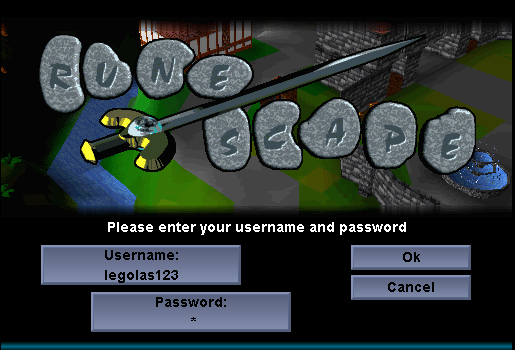 RUNE
SCAPE
Please enter your username and password
Username:
legolas123
Ok
Cancel
Password:
*